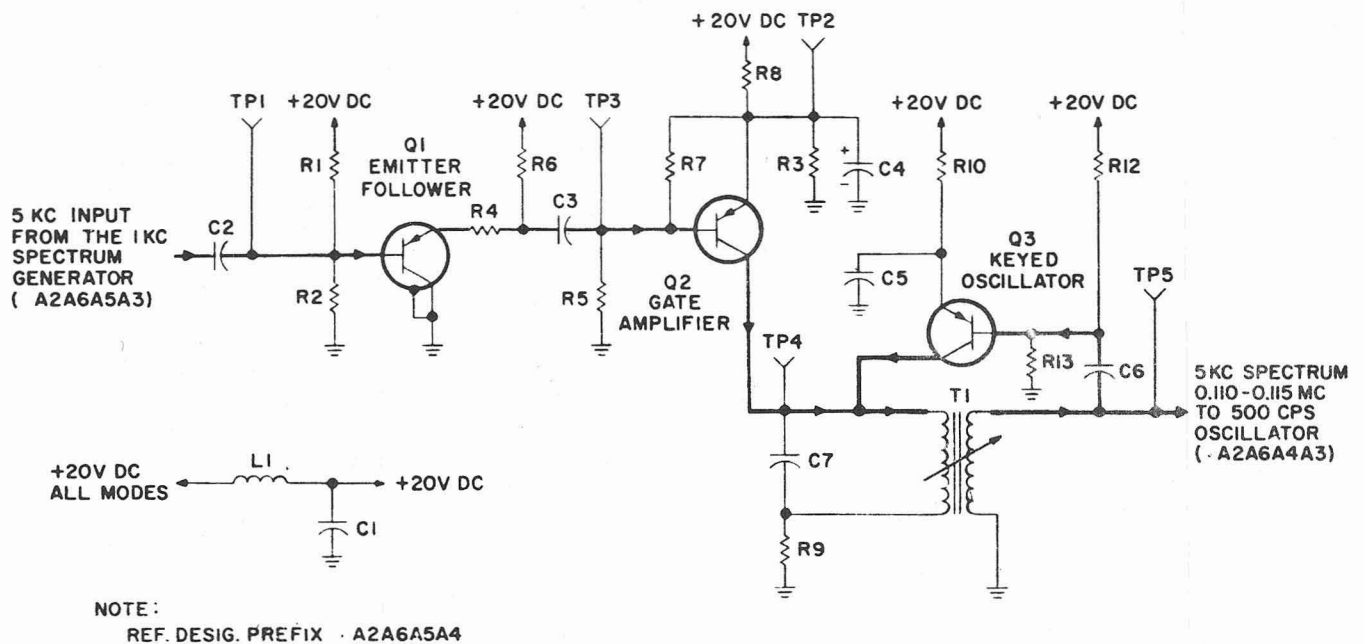 +20V DC TP2
R8
TP1
+20V DC
+20V DC
TP3
+20V DC
+20V DC
R1
Q1
EMITTER
FOLLOWER
R6
R7
R3
+
-
C4
R10
R12
5 KC INPUT
FROM THE 1KC
SPECTRUM
GENERATOR
( A2A6A5A3)
C2
R4
C3
R2
R5
Q2
GATE
AMPLIFIER
C5
Q3
KEYED
OSCILLATOR
TP5
TP4
R13
C6
T1
5KC SPECTRUM
0.110-0.115 MC
TO 500 CPS
OSCILLATOR
( A2A6A4A3)
+20V DC
ALL MODES
L1
+20V DC
C1
C7
R9
NOTE:
REF. DESIG. PREFIX A2A6A5A4